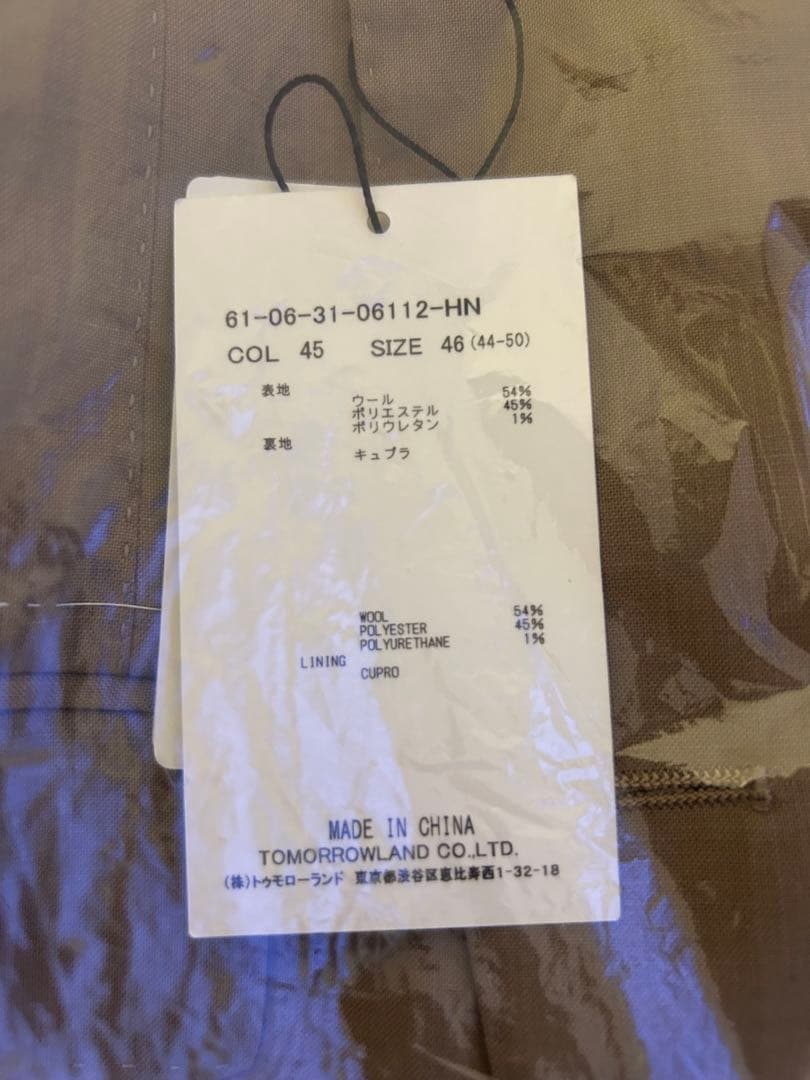 61-06-31-06112-HN
COL 45 SIZE 46 (44-50)
表地
ウール 54%
ポリエステル 45%
ポリウレタン 1%
裏地
キュプラ
WOOL 54%
POLYESTER 45%
POLYURETHANE 1%
LINING
CUPRO
MADE IN CHINA
TOMORROWLAND CO.,LTD.
(株)トゥモローランド 東京都渋谷区恵比寿西1-32-18